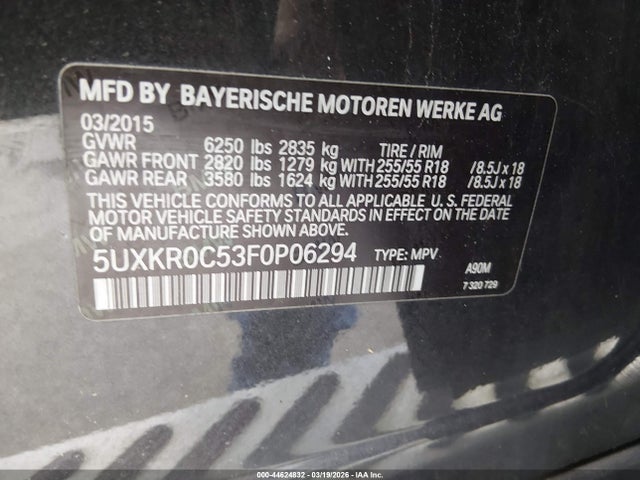 MFD BY BAYERISCHE MOTOREN WERKE AG
03/2015
GVWR 6250 lbs 2835 kg TIRE / RIM
GAWR FRONT 2820 lbs 1279 kg WITH 255/55 R18 /8.5J x 18
GAWR REAR 3580 lbs 1624 kg WITH 255/55 R18 /8.5J x 18
THIS VEHICLE CONFORMS TO ALL APPLICABLE U. S. FEDERAL
MOTOR VEHICLE SAFETY STANDARDS IN EFFECT ON THE DATE
OF MANUFACTURE SHOWN ABOVE.
5UXKR0C53F0P06294 TYPE: MPV
A90M
7 320 729
000-44624832 - 03/19/2026 - IAA Inc.